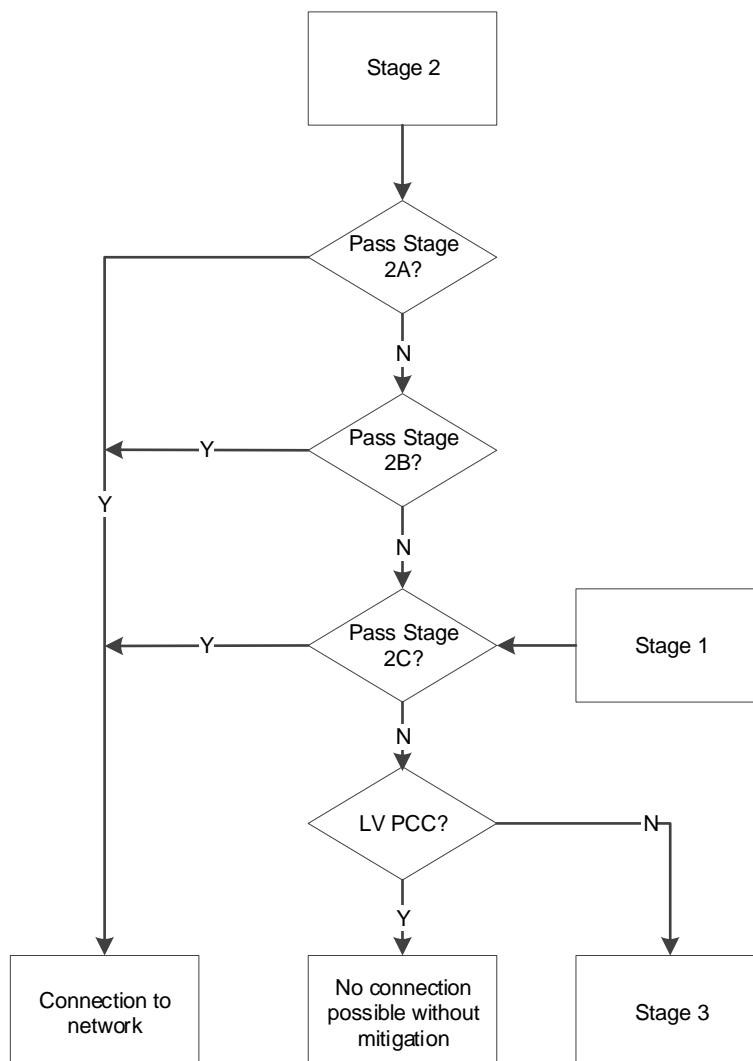 Stage 2
Pass Stage
2A?
N
Pass Stage
2B?
Y
Y
N
Pass Stage
2C?
Y
Stage 1
N
LV PCC?
N
Y
Connection to
network
No connection
possible without
mitigation
Stage 3